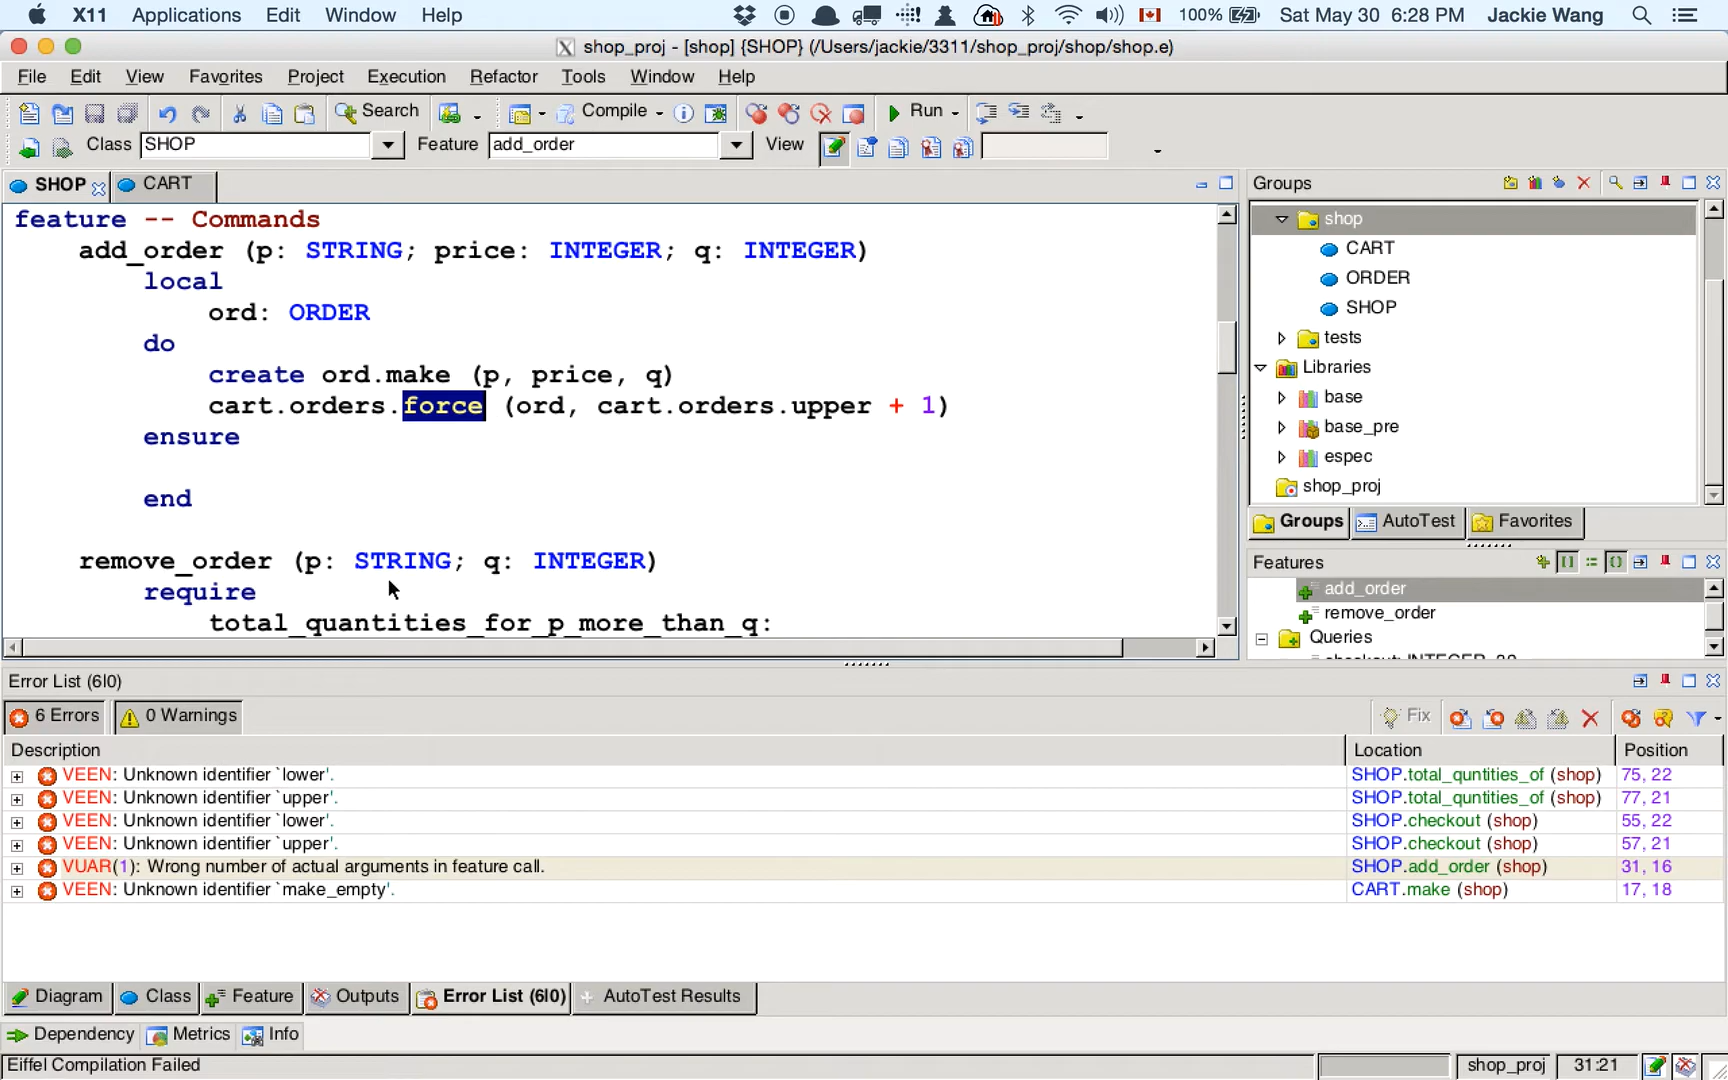 X11 Applications Edit Window Help 100% Sat May 30 6:28 PM Jackie Wang
shop_proj - [shop] {SHOP} (/Users/jackie/3311/shop_proj/shop/shop.e)
File Edit View Favorites Project Execution Refactor Tools Window Help
Search Compile Run
Class SHOP Feature add_order View
SHOP CART
feature -- Commands
add_order (p: STRING; price: INTEGER; q: INTEGER)
local
ord: ORDER
do
create ord.make (p, price, q)
cart.orders.force (ord, cart.orders.upper + 1)
ensure
end
remove_order (p: STRING; q: INTEGER)
require
total_quantities_for_p_more_than_q:
Groups
shop
CART
ORDER
SHOP
tests
Libraries
base
base_pre
espec
shop_proj
Groups AutoTest Favorites
Features
add_order
remove_order
Queries
Error List (6|0)
6 Errors 0 Warnings Fix
Description Location Position
VEEN: Unknown identifier `lower'. SHOP.total_quntities_of (shop) 75, 22
VEEN: Unknown identifier `upper'. SHOP.total_quntities_of (shop) 77, 21
VEEN: Unknown identifier `lower'. SHOP.checkout (shop) 55, 22
VEEN: Unknown identifier `upper'. SHOP.checkout (shop) 57, 21
VUAR(1): Wrong number of actual arguments in feature call. SHOP.add_order (shop) 31, 16
VEEN: Unknown identifier `make_empty'. CART.make (shop) 17, 18
Diagram Class Feature Outputs Error List (6|0) AutoTest Results
Dependency Metrics Info
Eiffel Compilation Failed shop_proj 31:21